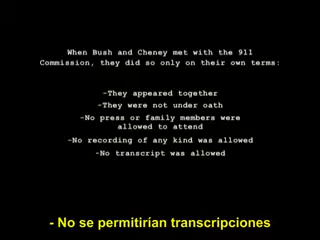 When Bush and Cheney met with the 911
Commission, they did so only on their own terms:
-They appeared together
-They were not under oath
-No press or family members were
allowed to attend
-No recording of any kind was allowed
-No transcript was allowed
- No se permitirían transcripciones